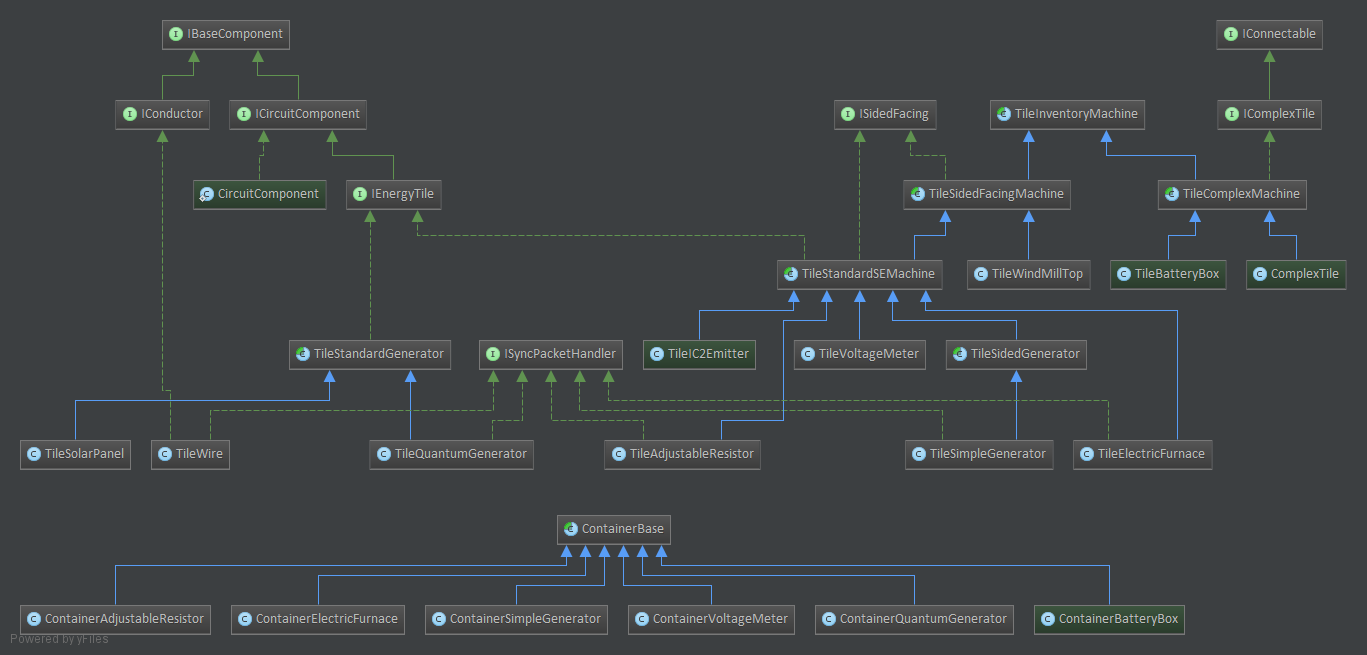 IBaseComponent
IConnectable
IConductor
ICircuitComponent
ISidedFacing
TileInventoryMachine
IComplexTile
CircuitComponent
IEnergyTile
TileSidedFacingMachine
TileComplexMachine
TileStandardSEMachine
TileWindMillTop
TileBatteryBox
ComplexTile
TileStandardGenerator
ISyncPacketHandler
TileIC2Emitter
TileVoltageMeter
TileSidedGenerator
TileSolarPanel
TileWire
TileQuantumGenerator
TileAdjustableResistor
TileSimpleGenerator
TileElectricFurnace
ContainerBase
ContainerAdjustableResistor
ContainerElectricFurnace
ContainerSimpleGenerator
ContainerVoltageMeter
ContainerQuantumGenerator
ContainerBatteryBox
Powered by yFiles